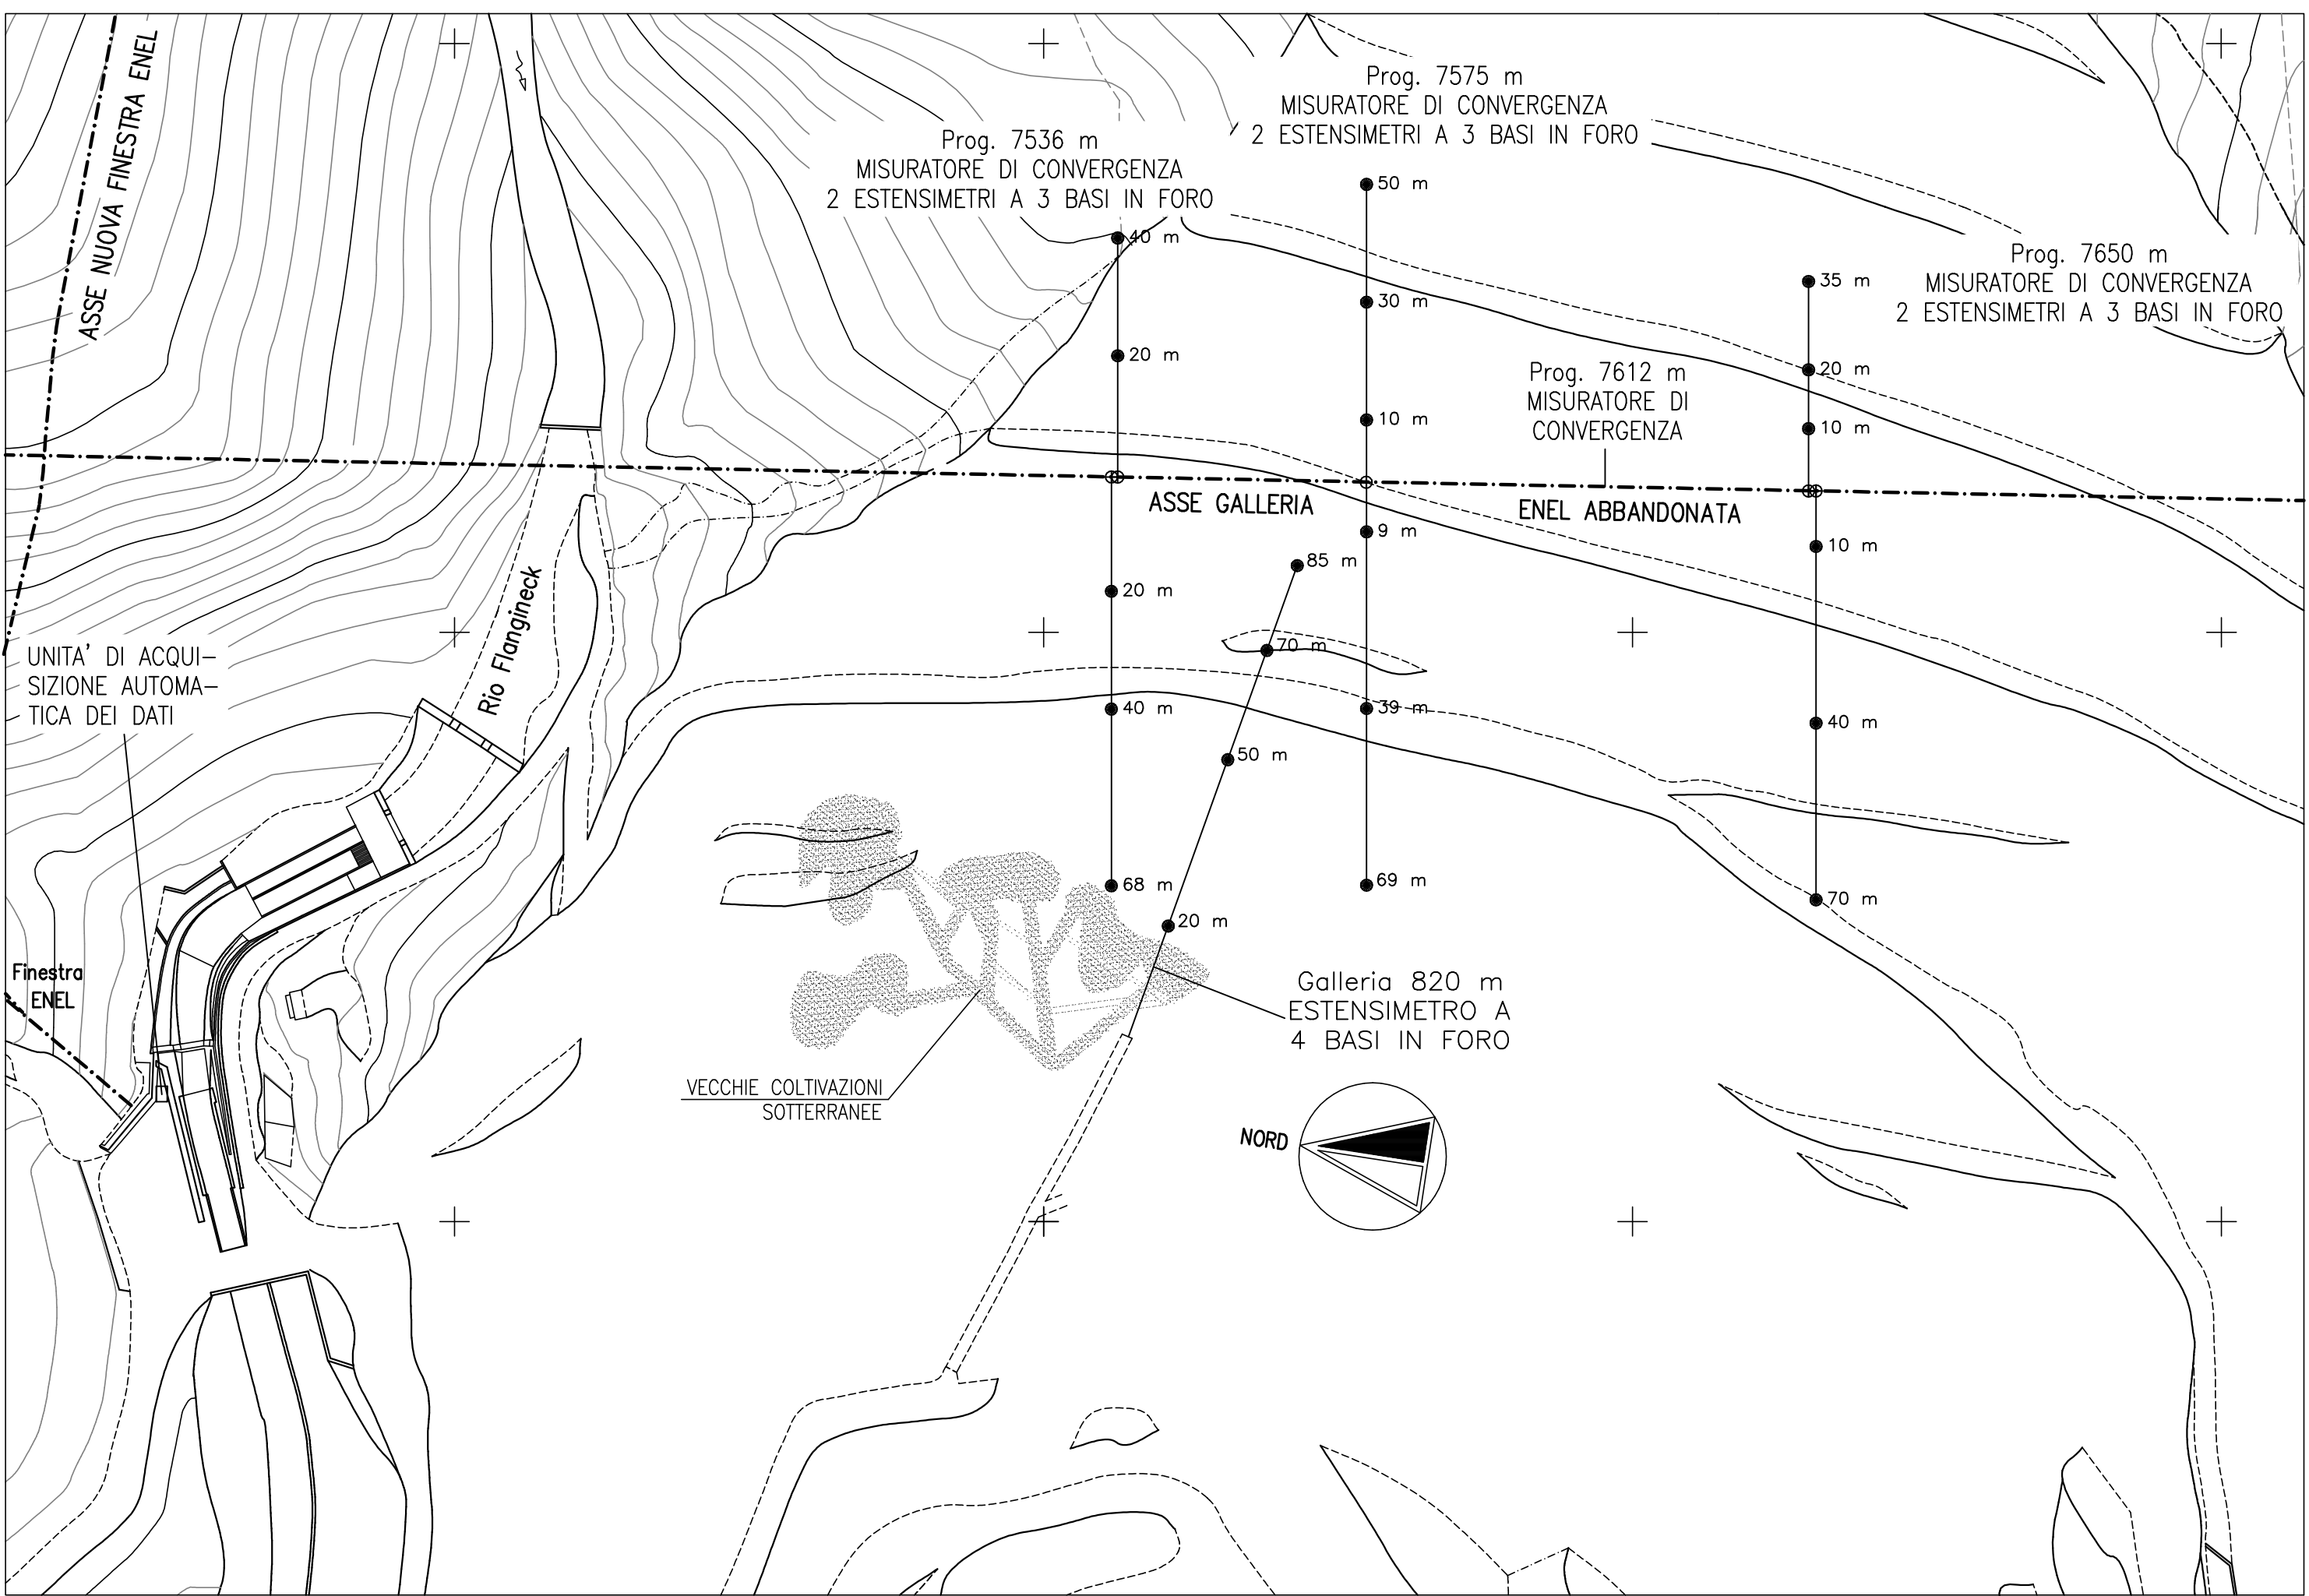 ASSE NUOVA FINESTRA ENEL
Prog. 7536 m
MISURATORE DI CONVERGENZA
2 ESTENSIMETRI A 3 BASI IN FORO
Prog. 7575 m
MISURATORE DI CONVERGENZA
2 ESTENSIMETRI A 3 BASI IN FORO
Prog. 7650 m
MISURATORE DI CONVERGENZA
2 ESTENSIMETRI A 3 BASI IN FORO
Prog. 7612 m
MISURATORE DI
CONVERGENZA
40 m
20 m
50 m
30 m
10 m
35 m
20 m
10 m
ASSE GALLERIA
ENEL ABBANDONATA
20 m
40 m
68 m
9 m
39 m
69 m
10 m
40 m
70 m
85 m
70 m
50 m
20 m
UNITA' DI ACQUI-
SIZIONE AUTOMA-
TICA DEI DATI
Rio Flangineck
Finestra
ENEL
Galleria 820 m
ESTENSIMETRO A
4 BASI IN FORO
VECCHIE COLTIVAZIONI
SOTTERRANEE
NORD